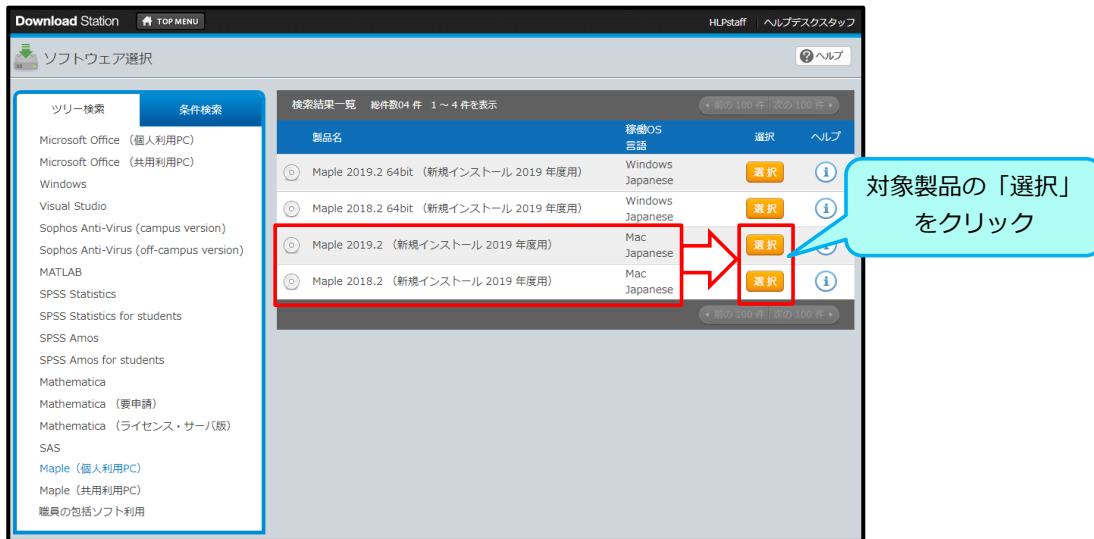 Download Station TOP MENU HLPstaff ヘルプデスクスタッフ
ソフトウェア選択 ヘルプ
ツリー検索 条件検索
Microsoft Office （個人利用PC）
Microsoft Office （共用利用PC）
Windows
Visual Studio
Sophos Anti-Virus (campus version)
Sophos Anti-Virus (off-campus version)
MATLAB
SPSS Statistics
SPSS Statistics for students
SPSS Amos
SPSS Amos for students
Mathematica
Mathematica （要申請）
Mathematica （ライセンス・サーバ版）
SAS
Maple（個人利用PC）
Maple（共用利用PC）
職員の包括ソフト利用
検索結果一覧 総件数04 件 1 ～ 4 件を表示 前の 100 件 次の 100 件
製品名 稼働OS 選択 ヘルプ
言語
Maple 2019.2 64bit （新規インストール 2019 年度用） Windows 選択
Japanese
Maple 2018.2 64bit （新規インストール 2019 年度用） Windows 選択
Japanese
Maple 2019.2 （新規インストール 2019 年度用） Mac 選択
Japanese
Maple 2018.2 （新規インストール 2019 年度用） Mac 選択
Japanese
前の 100 件 次の 100 件
対象製品の「選択」
をクリック